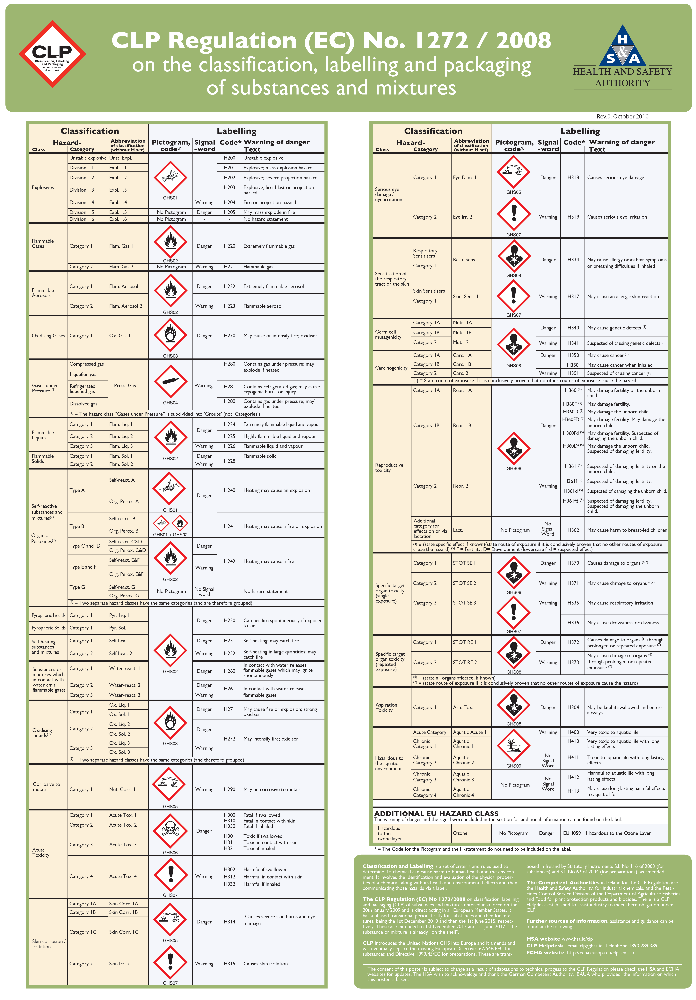 CLP
Classification, Labelling
and Packaging
of substances
& mixtures
CLP Regulation (EC) No. 1272 / 2008
on the classification, labelling and packaging
of substances and mixtures
H
S & A
HEALTH AND SAFETY
AUTHORITY
Rev.0, October 2010
Classification Labelling
Hazard- Abbreviation of classification (without H set) Pictogram, code* Signal -word Code* Warning of danger
Class Category Text
Explosives
Unstable explosive Unst. Expl. H200 Unstable explosive
Division 1.1 Expl. 1.1 H201 Explosive; mass explosion hazard
Division 1.2 Expl. 1.2 H202 Explosive; severe projection hazard
Division 1.3 Expl. 1.3 H203 Explosive; fire, blast or projection
hazard
GHS01
Division 1.4 Expl. 1.4 Warning H204 Fire or projection hazard
Division 1.5 Expl. 1.5 No Pictogram Danger H205 May mass explode in fire
Division 1.6 Expl. 1.6 No Pictogram - - No hazard statement
Flammable
Gases
Category 1 Flam. Gas 1 Danger H220 Extremely flammable gas
GHS02
Category 2 Flam. Gas 2 No Pictogram Warning H221 Flammable gas
Flammable
Aerosols
Category 1 Flam. Aerosol 1 Danger H222 Extremely flammable aerosol
Category 2 Flam. Aerosol 2 Warning H223 Flammable aerosol
GHS02
Oxidising Gases Category 1 Ox. Gas 1 Danger H270 May cause or intensify fire; oxidiser
GHS03
Gases under
Pressure (1)
Compressed gas H280 Contains gas under pressure; may
explode if heated
Liquefied gas
Refrigerated
liquefied gas
Press. Gas Warning H281 Contains refrigerated gas; may cause
cryogenic burns or injury.
GHS04
Dissolved gas H280 Contains gas under pressure; may`
explode if heated
(1) = The hazard class “Gases under Pressure” is subdivided into ‘Groups’ (not ‘Categories’)
Flammable
Liquids
Category 1 Flam. Liq. 1 Danger H224 Extremely flammable liquid and vapour
Category 2 Flam. Liq. 2 H225 Highly flammable liquid and vapour
Category 3 Flam. Liq. 3 Warning H226 Flammable liquid and vapour
Flammable
Solids
Category 1 Flam. Sol. 1 GHS02 Danger H228 Flammable solid
Category 2 Flam. Sol. 2 Warning
Self-reactive
substances and
mixtures(2)
Organic
Peroxides(2)
Type A Self-react. A Danger H240 Heating may cause an explosion
Org. Perox. A
GHS01
Type B Self-react.. B H241 Heating may cause a fire or explosion
Org. Perox. B GHS01 + GHS02
Type C and D Self-react. C&D Danger
Org. Perox. C&D
Type E and F Self-react. E&F Warning H242 Heating may cause a fire
Org. Perox. E&F
GHS02
Type G Self-react. G No Pictogram No Signal
word - No hazard statement
Org. Perox. G
(2) = Two separate hazard classes have the same categories (and are therefore grouped).
Pyrophoric Liquids Category 1 Pyr. Liq. 1 Danger H250 Catches fire spontaneously if exposed
to air
Pyrophoric Solids Category 1 Pyr. Sol. 1
Self-heating
substances
and mixtures
Category 1 Self-heat. 1 Danger H251 Self-heating; may catch fire
Category 2 Self-heat. 2 Warning H252 Self-heating in large quantities; may
catch fire
GHS02
Substances or
mixtures which
in contact with
water emit
flammable gases
Category 1 Water-react. 1 Danger H260 In contact with water releases
flammable gases which may ignite
spontaneously
Category 2 Water-react. 2 Danger H261 In contact with water releases
Category 3 Water-react. 3 Warning flammable gases
Oxidising
Liquids(2)
Category 1 Ox. Liq. 1 Danger H271 May cause fire or explosion; strong
oxidiser
Ox. Sol. 1
Category 2 Ox. Liq. 2 Danger
Ox. Sol. 2 H272 May intensify fire; oxidiser
Category 3 Ox. Liq. 3 GHS03 Warning
Ox. Sol. 3
(2) = Two separate hazard classes have the same categories (and therefore grouped).
Corrosive to
metals
Category 1 Met. Corr. 1 Warning H290 May be corrosive to metals
GHS05
Acute
Toxicity
Category 1 Acute Tox. 1 Danger H300 Fatal if swallowed
H310 Fatal in contact with skin
Category 2 Acute Tox. 2 H330 Fatal if inhaled
Category 3 Acute Tox. 3 H301 Toxic if swallowed
H311 Toxic in contact with skin
H331 Toxic if inhaled
GHS06
Category 4 Acute Tox. 4 Warning H302 Harmful if swallowed
H312 Harmful in contact with skin
H332 Harmful if inhaled
GHS07
Skin corrosion /
irritation
Category 1A Skin Corr. 1A
Category 1B Skin Corr. 1B Danger H314 Causes severe skin burns and eye
damage
Category 1C Skin Corr. 1C
GHS05
Category 2 Skin Irr. 2 Warning H315 Causes skin irritation
GHS07
Classification Labelling
Hazard- Abbreviation of classification (without H set) Pictogram, code* Signal -word Code* Warning of danger
Class Category Text
Serious eye
damage /
eye irritation
Category 1 Eye Dam. 1 Danger H318 Causes serious eye damage
GHS05
Category 2 Eye Irr. 2 Warning H319 Causes serious eye irritation
GHS07
Sensitisation of
the respiratory
tract or the skin
Respiratory
Sensitisers
Category 1 Resp. Sens. 1 Danger H334 May cause allergy or asthma symptoms
or breathing difficulties if inhaled
GHS08
Skin Sensitisers
Category 1 Skin. Sens. 1 Warning H317 May cause an allergic skin reaction
GHS07
Germ cell
mutagenicity
Category 1A Muta. 1A Danger H340 May cause genetic defects (3)
Category 1B Muta. 1B
Category 2 Muta. 2 Warning H341 Suspected of causing genetic defects (3)
Carcinogenicity
Category 1A Carc. 1A Danger H350 May cause cancer (3)
Category 1B Carc. 1B GHS08 H350i May cause cancer when inhaled
Category 2 Carc. 2 Warning H351 Suspected of causing cancer (3)
(3) = State route of exposure if it is conclusively proven that no other routes of exposure cause the hazard.
Reproductive
toxicity
Category 1A Repr. 1A H360 (4) May damage fertility or the unborn
child.
H360F (5) May damage fertility.
H360D (5) May damage the unborn child
Category 1B Repr. 1B Danger H360FD (5) May damage fertility. May damage the
unborn child.
H360Fd (5) May damage fertility. Suspected of
damaging the unborn child.
H360Df (5) May damage the unborn child.
Suspected of damaging fertility.
GHS08
Category 2 Repr. 2 Warning H361 (4) Suspected of damaging fertility or the
unborn child.
H361f (5) Suspected of damaging fertility.
H361d (5) Suspected of damaging the unborn child.
H361fd (5) Suspected of damaging fertility.
Suspected of damaging the unborn
child.
Additional
category for
effects on or via
lactation
Lact. No Pictogram No
Signal
Word
H362 May cause harm to breast-fed children.
(4) = (state specific effect if known)(state route of exposure if it is conclusively proven that no other routes of exposure
cause the hazard) (5) F = Fertility, D= Development (lowercase f, d = suspected effect)
Specific target
organ toxicity
(single
exposure)
Category 1 STOT SE 1 Danger H370 Causes damage to organs (6,7)
Category 2 STOT SE 2 Warning H371 May cause damage to organs (6,7)
GHS08
Category 3 STOT SE 3 Warning H335 May cause respiratory irritation
H336 May cause drowsiness or dizziness
GHS07
Specific target
organ toxicity
(repeated
exposure)
Category 1 STOT RE 1 Danger H372 Causes damage to organs (6) through
prolonged or repeated exposure (7)
Category 2 STOT RE 2 Warning H373 May cause damage to organs (6)
through prolonged or repeated
exposure (7)
GHS08
(6) = (state all organs affected, if known)
(7) = (state route of exposure if it is conclusively proven that no other routes of exposure cause the hazard)
Aspiration
Toxicity
Category 1 Asp. Tox. 1 Danger H304 May be fatal if swallowed and enters
airways
GHS08
Hazardous to
the aquatic
environment
Acute Category 1 Aquatic Acute 1 Warning H400 Very toxic to aquatic life
Chronic
Category 1
Aquatic
Chronic 1
H410 Very toxic to aquatic life with long
lasting effects
Chronic
Category 2
Aquatic
Chronic 2
GHS09
No
Signal
Word
H411 Toxic to aquatic life with long lasting
effects
Chronic
Category 3
Aquatic
Chronic 3
No Pictogram
No
Signal
Word
H412 Harmful to aquatic life with long
lasting effects
Chronic
Category 4
Aquatic
Chronic 4
H413 May cause long lasting harmful effects
to aquatic life
ADDITIONAL EU HAZARD CLASS
The warning of danger and the signal word included in the section for additional information can be found on the label.
Hazardous
to the
ozone layer
Ozone No Pictogram Danger EUH059 Hazardous to the Ozone Layer
* = The Code for the Pictogram and the H-statement do not need to be included on the label.
Classification and Labelling is a set of criteria and rules used to
determine if a chemical can cause harm to human health and the environ-
ment. It involves the identification and evaluation of the physical proper-
ties of a chemical, along with its health and environmental effects and then
communicating those hazards via a label.
The CLP Regulation (EC) No 1272/2008 on classification, labelling
and packaging (CLP) of substances and mixtures entered into force on the
20th January 2009 and is direct acting in all European Member States. It
has a phased transitional period, firstly for substances and then for mix-
tures, being the 1st December 2010 and then the 1st June 2015, respec-
tively. These are extended to 1st December 2012 and 1st June 2017 if the
substance or mixture is already “on the shelf”.
CLP introduces the United Nations GHS into Europe and it amends and
will eventually replace the existing European Directives 67/548/EEC for
substances and Directive 1999/45/EC for preparations. These are trans-
posed in Ireland by Statutory Instruments S.I. No 116 of 2003 (for
substances) and S.I. No 62 of 2004 (for preparations), as amended.
The Competent Authorities in Ireland for the CLP Regulation are
the Health and Safety Authority, for industrial chemicals, and the Pesti-
cides Control Service Division of the Department of Agriculture Fisheries
and Food for plant protection products and biocides. There is a CLP
Helpdesk established to assist industry to meet there obligation under
CLP.
Further sources of information, assistance and guidance can be
found at the following:
HSA website www.hsa.ie/clp
CLP Helpdesk email clp@hsa.ie Telephone 1890 289 389
ECHA website http://echa.europa.eu/clp_en.asp
The content of this poster is subject to change as a result of adaptations to technical progess to the CLP Regulation please check the HSA and ECHA
websites for updates. The HSA wish to acknoweldge and thank the German Competent Authority, BAUA who provided the information on which
this poster is based.